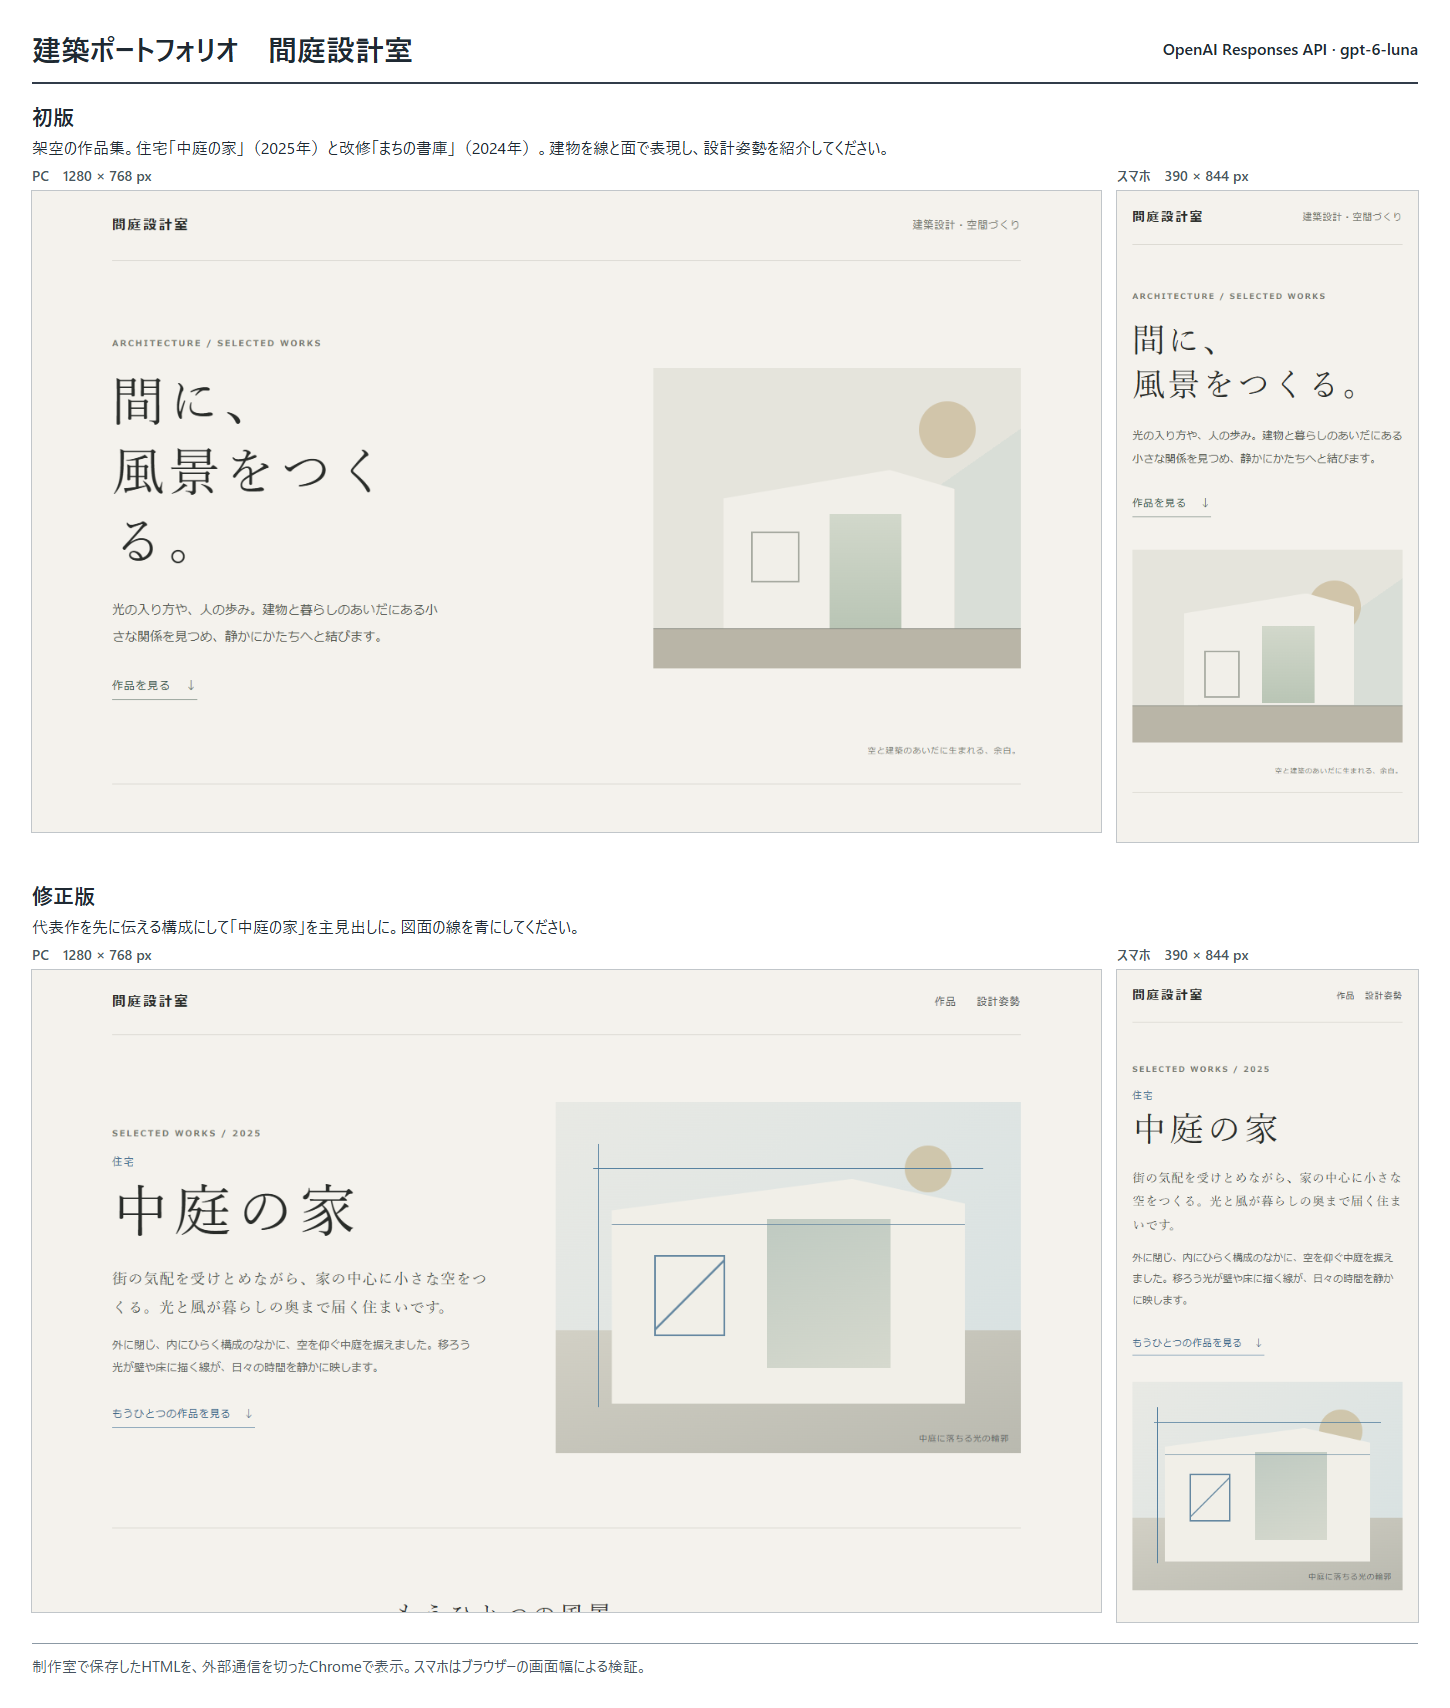 建築ポートフォリオ　間庭設計室
OpenAI Responses API · gpt-6-luna
初版
架空の作品集。住宅「中庭の家」（2025年）と改修「まちの書庫」（2024年）。建物を線と面で表現し、設計姿勢を紹介してください。
PC　1280 × 768 px
間庭設計室
建築設計・空間づくり
ARCHITECTURE / SELECTED WORKS
間に、
風景をつく
る。
光の入り方や、人の歩み。建物と暮らしのあいだにある小
さな関係を見つめ、静かにかたちへと結びます。
作品を見る　↓
空と建築のあいだに生まれる、余白。
スマホ　390 × 844 px
間庭設計室
建築設計・空間づくり
ARCHITECTURE / SELECTED WORKS
間に、
風景をつくる。
光の入り方や、人の歩み。建物と暮らしのあいだにある
小さな関係を見つめ、静かにかたちへと結びます。
作品を見る　↓
空と建築のあいだに生まれる、余白。
修正版
代表作を先に伝える構成にして「中庭の家」を主見出しに。図面の線を青にしてください。
PC　1280 × 768 px
間庭設計室
作品　設計姿勢
SELECTED WORKS / 2025
住宅
中庭の家
街の気配を受けとめながら、家の中心に小さな空をつ
くる。光と風が暮らしの奥まで届く住まいです。
外に閉じ、内にひらく構成のなかに、空を仰ぐ中庭を据えました。移ろう
光が壁や床に描く線が、日々の時間を静かに映します。
もうひとつの作品を見る　↓
中庭に落ちる光の輪郭
もうひとつの風景
スマホ　390 × 844 px
間庭設計室
作品　設計姿勢
SELECTED WORKS / 2025
住宅
中庭の家
街の気配を受けとめながら、家の中心に小さな
空をつくる。光と風が暮らしの奥まで届く住ま
いです。
外に閉じ、内にひらく構成のなかに、空を仰ぐ中庭を据え
ました。移ろう光が壁や床に描く線が、日々の時間を静か
に映します。
もうひとつの作品を見る　↓
中庭に落ちる光の輪郭
制作室で保存したHTMLを、外部通信を切ったChromeで表示。スマホはブラウザーの画面幅による検証。